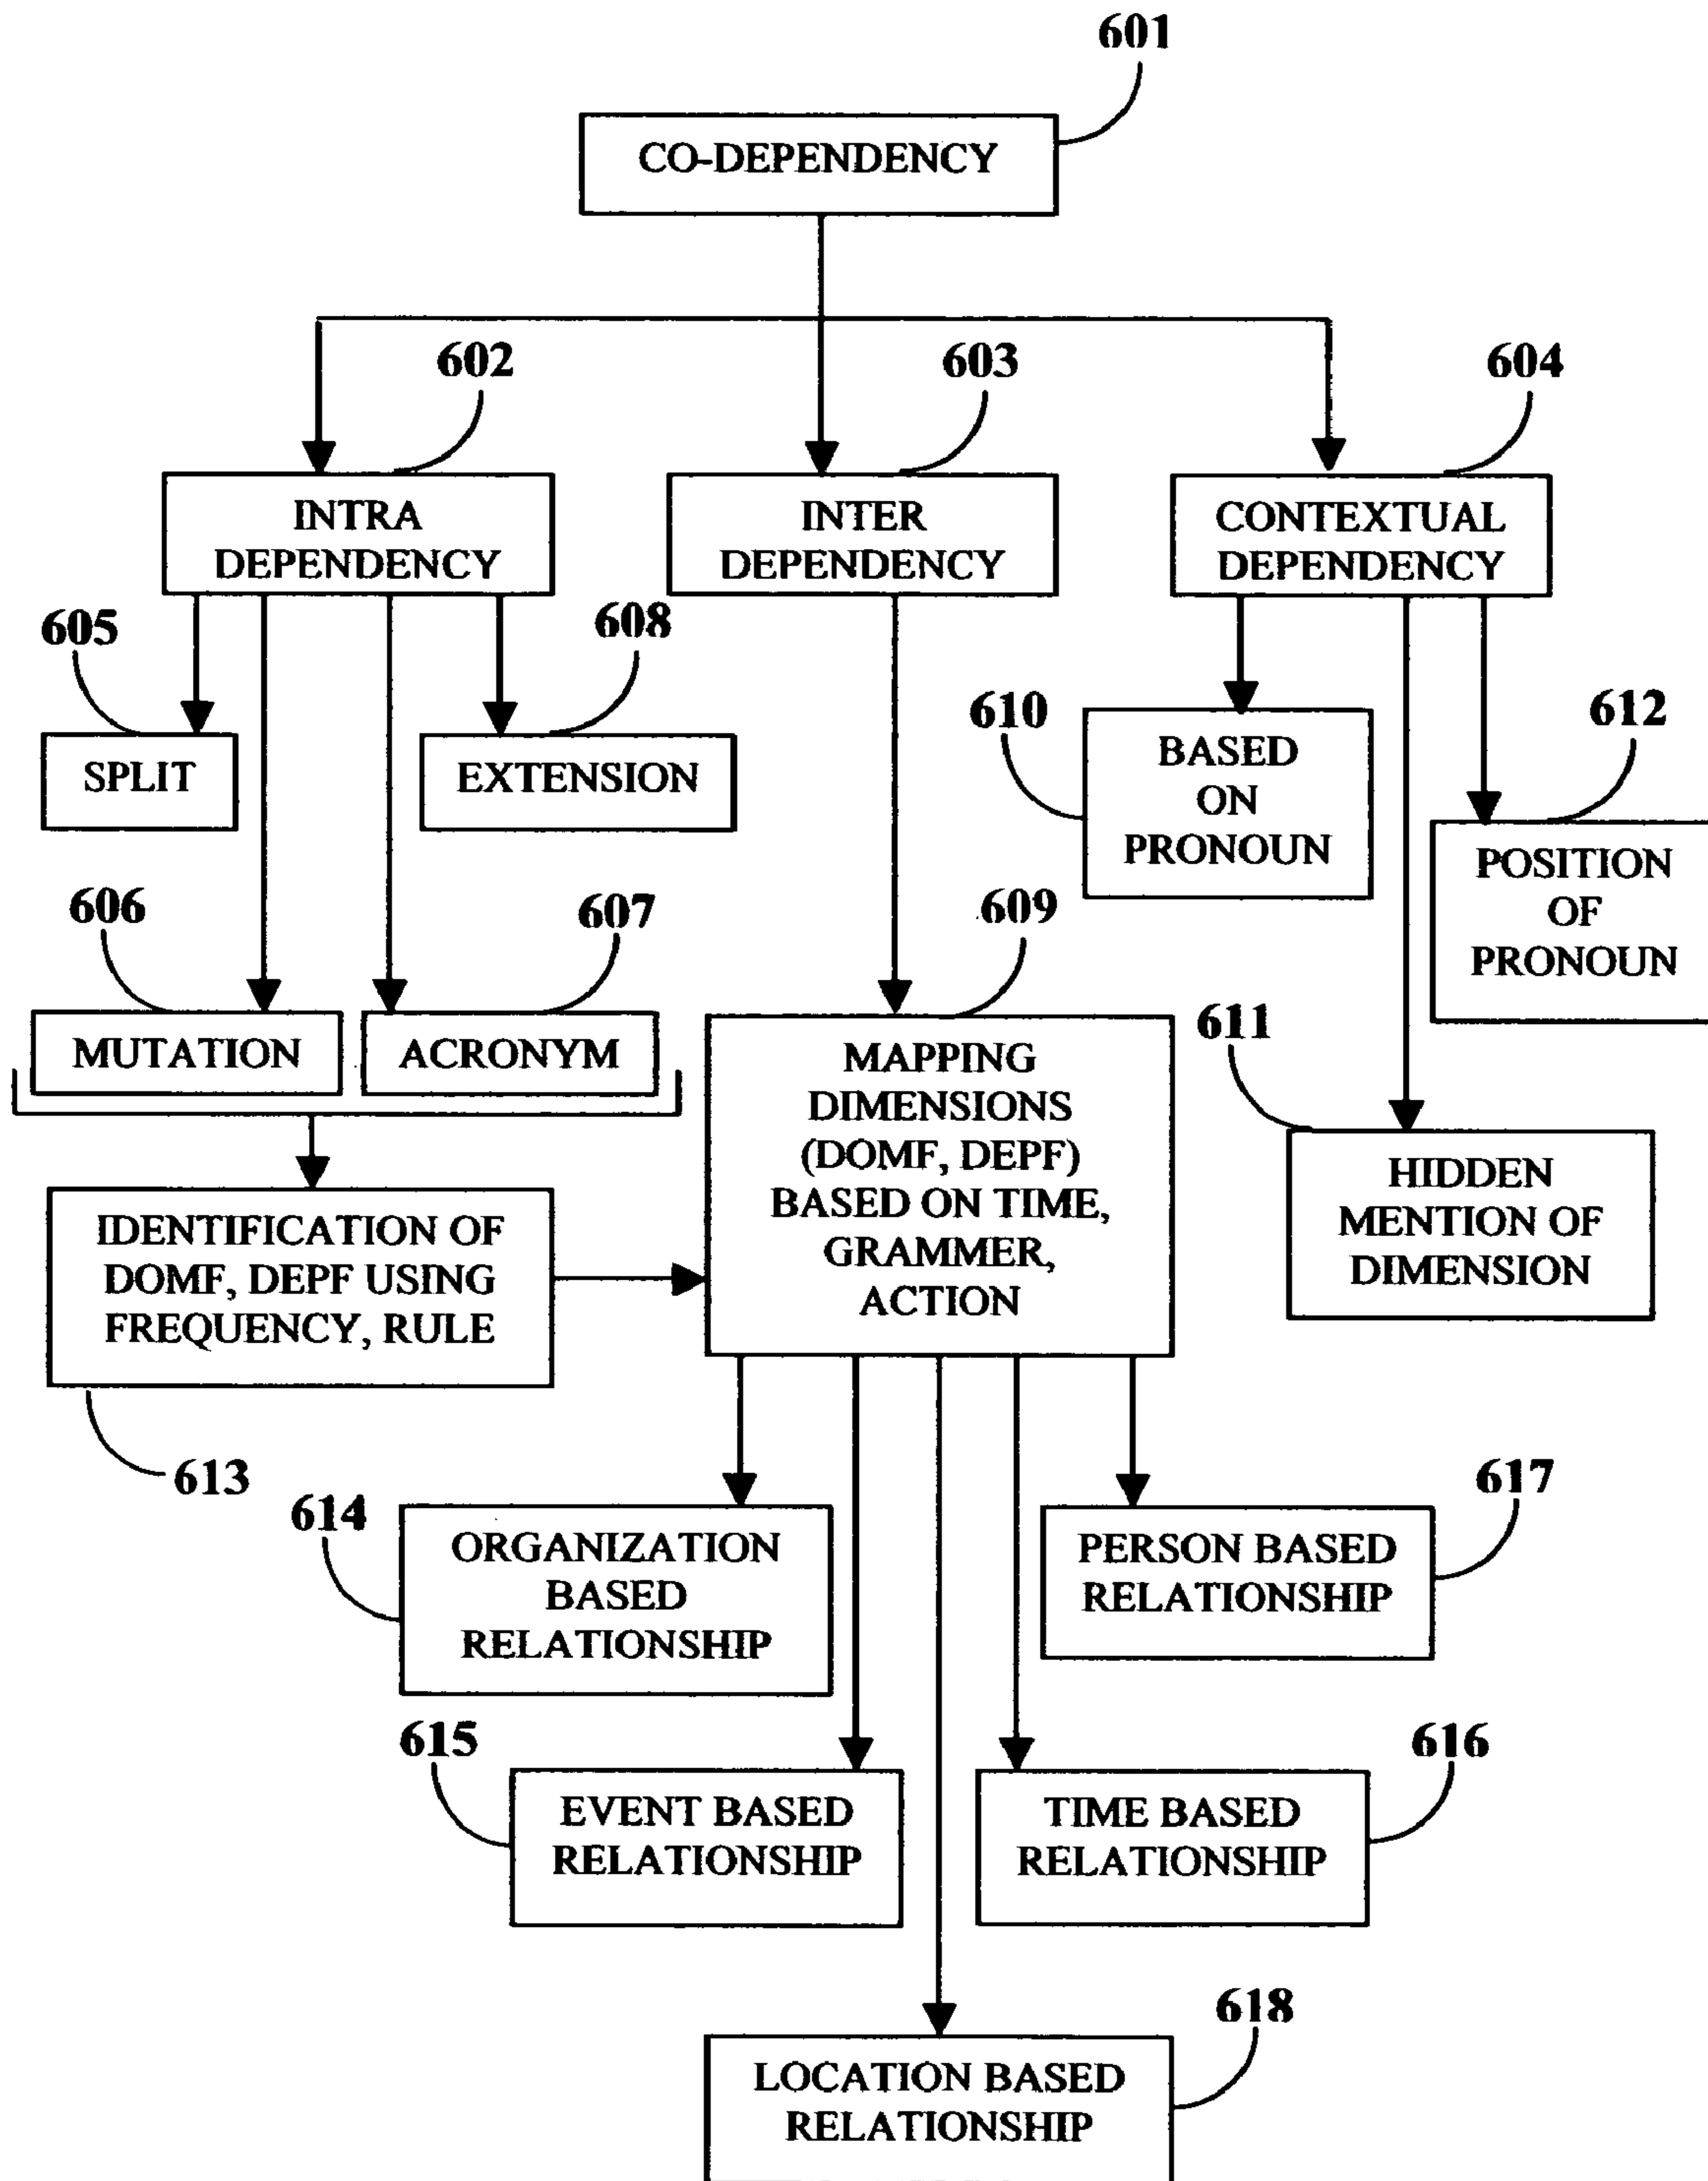 601
CO-DEPENDENCY
602
603
604
INTRA
DEPENDENCY
INTER
DEPENDENCY
CONTEXTUAL
DEPENDENCY
605
608
610
612
SPLIT
EXTENSION
BASED
ON
PRONOUN
POSITION
OF
PRONOUN
606
607
609
611
MUTATION
ACRONYM
MAPPING
DIMENSIONS
(DOMF, DEPF)
BASED ON TIME,
GRAMMER,
ACTION
HIDDEN
MENTION OF
DIMENSION
IDENTIFICATION OF
DOMF, DEPF USING
FREQUENCY, RULE
613
614
617
ORGANIZATION
BASED
RELATIONSHIP
PERSON BASED
RELATIONSHIP
615
616
EVENT BASED
RELATIONSHIP
TIME BASED
RELATIONSHIP
618
LOCATION BASED
RELATIONSHIP